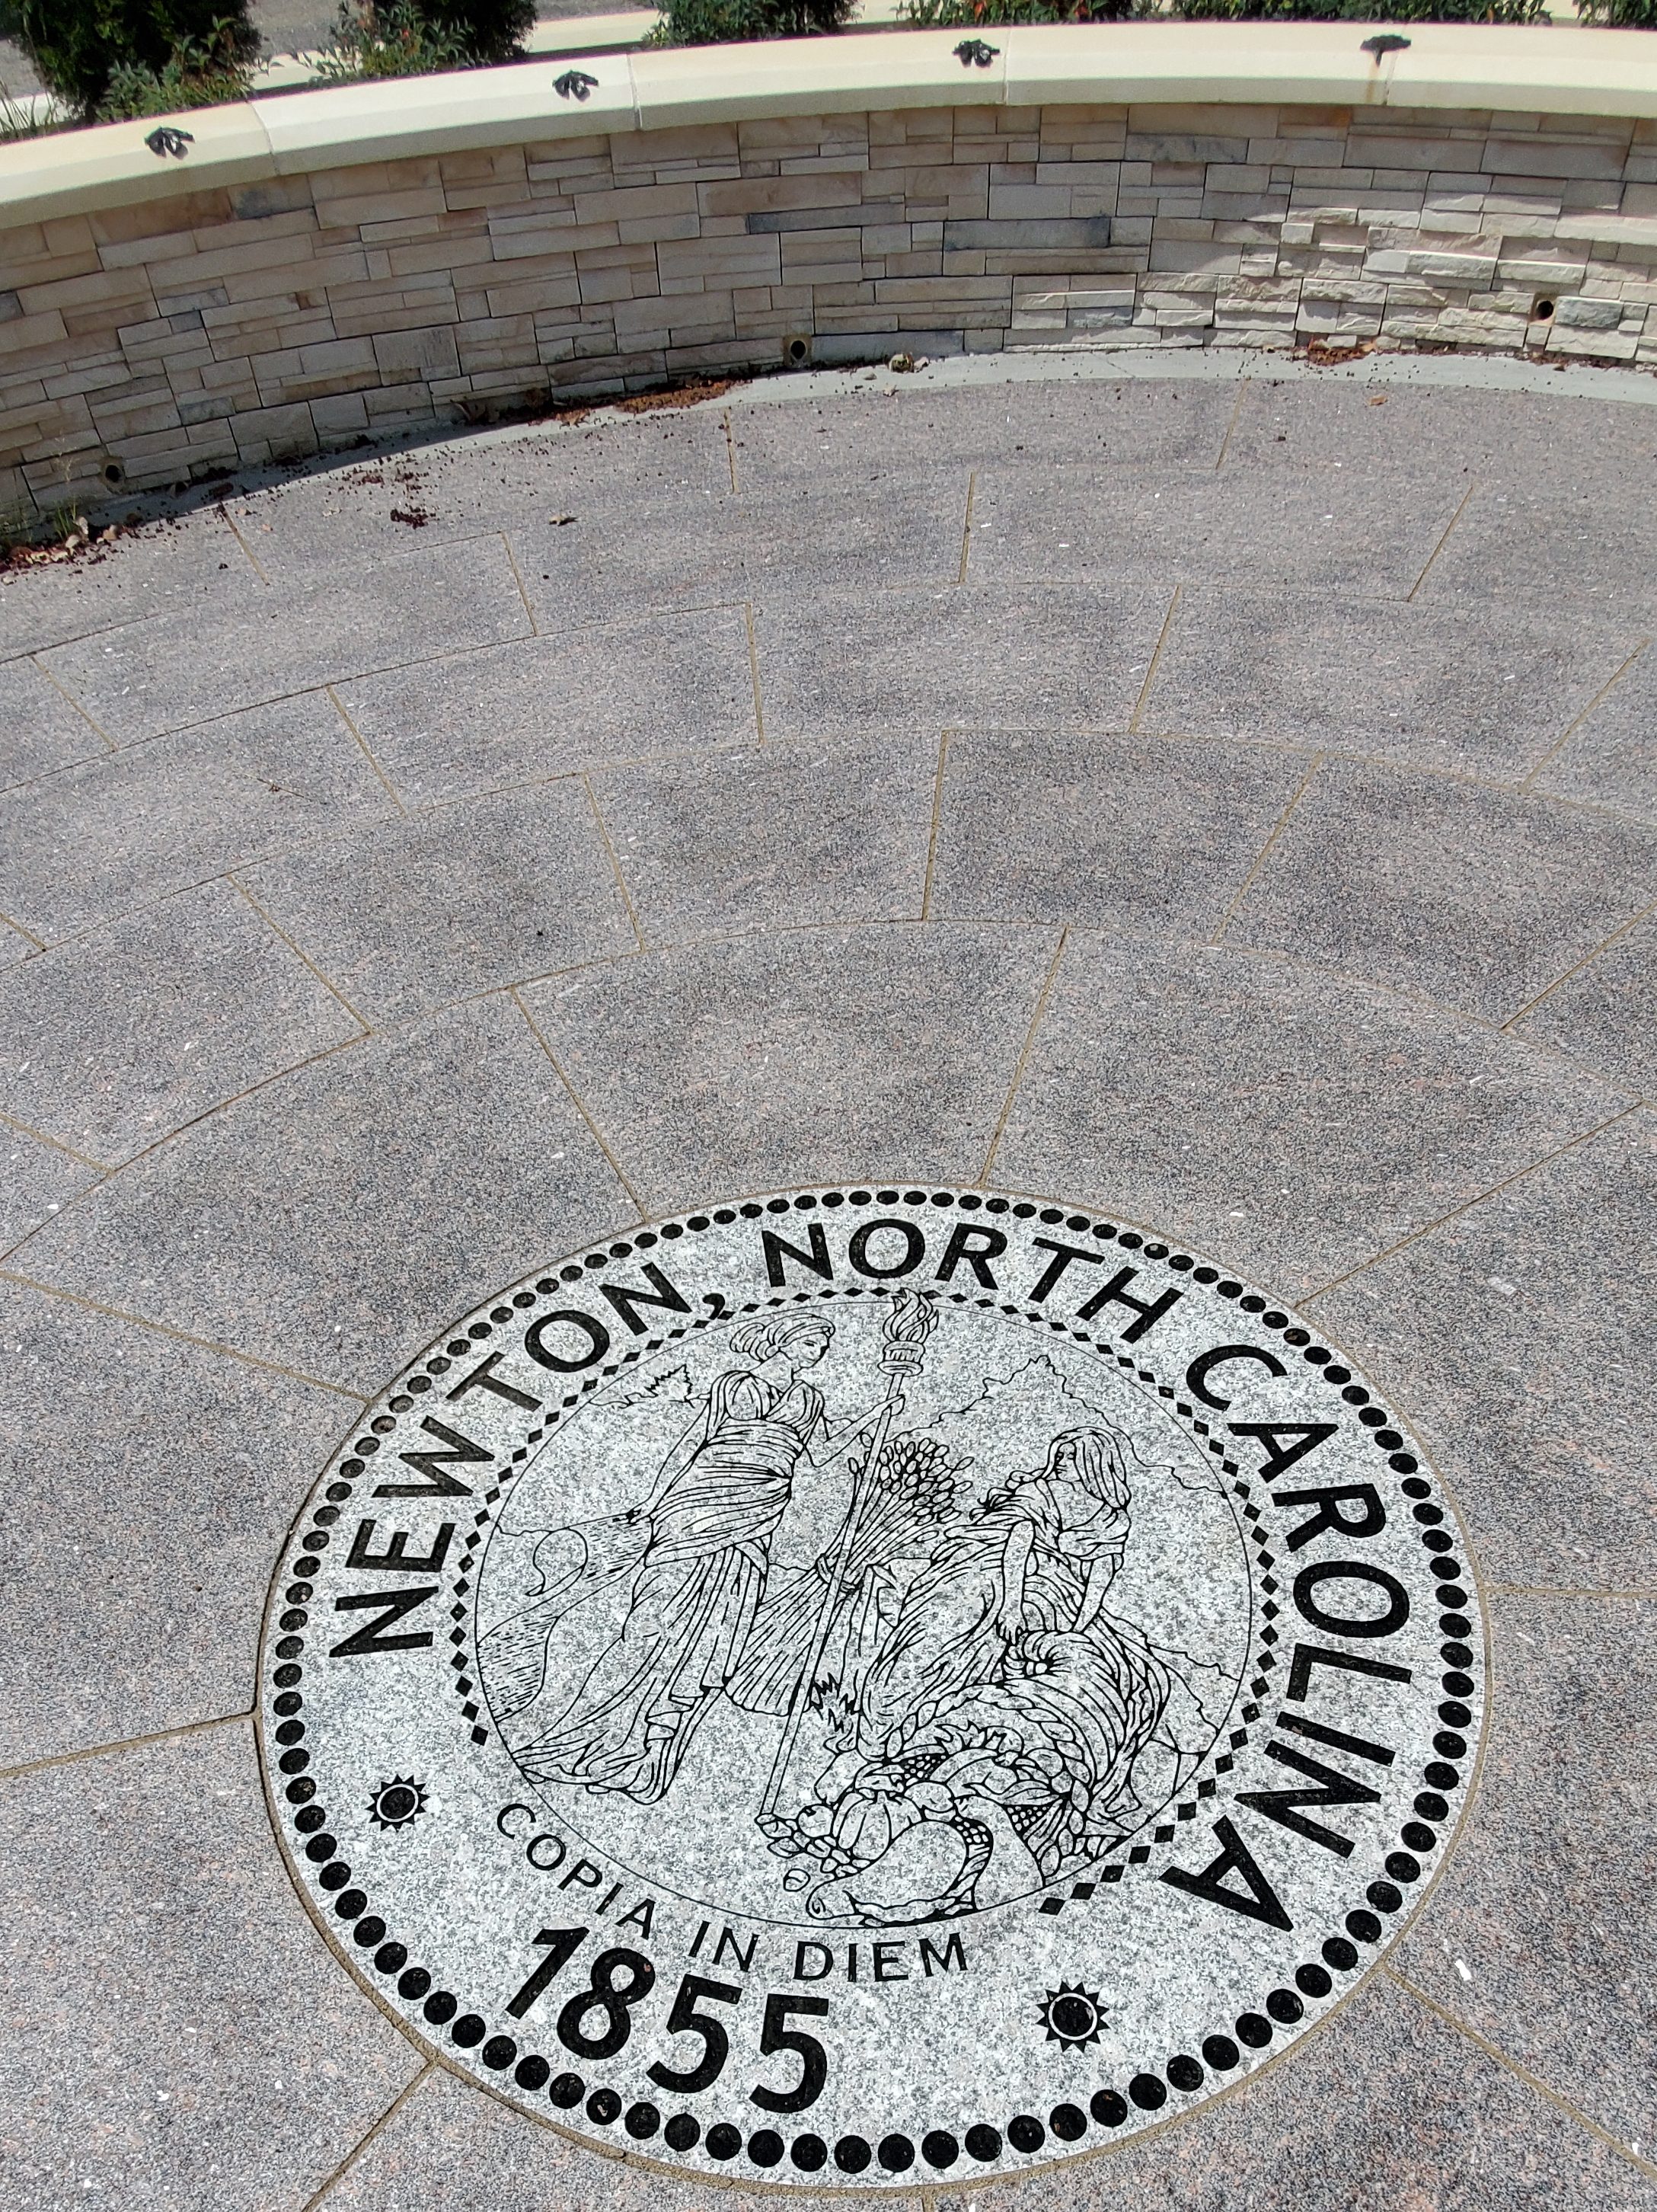 NEWTON, NORTH CAROLINA
COPIA IN DIEM
1855